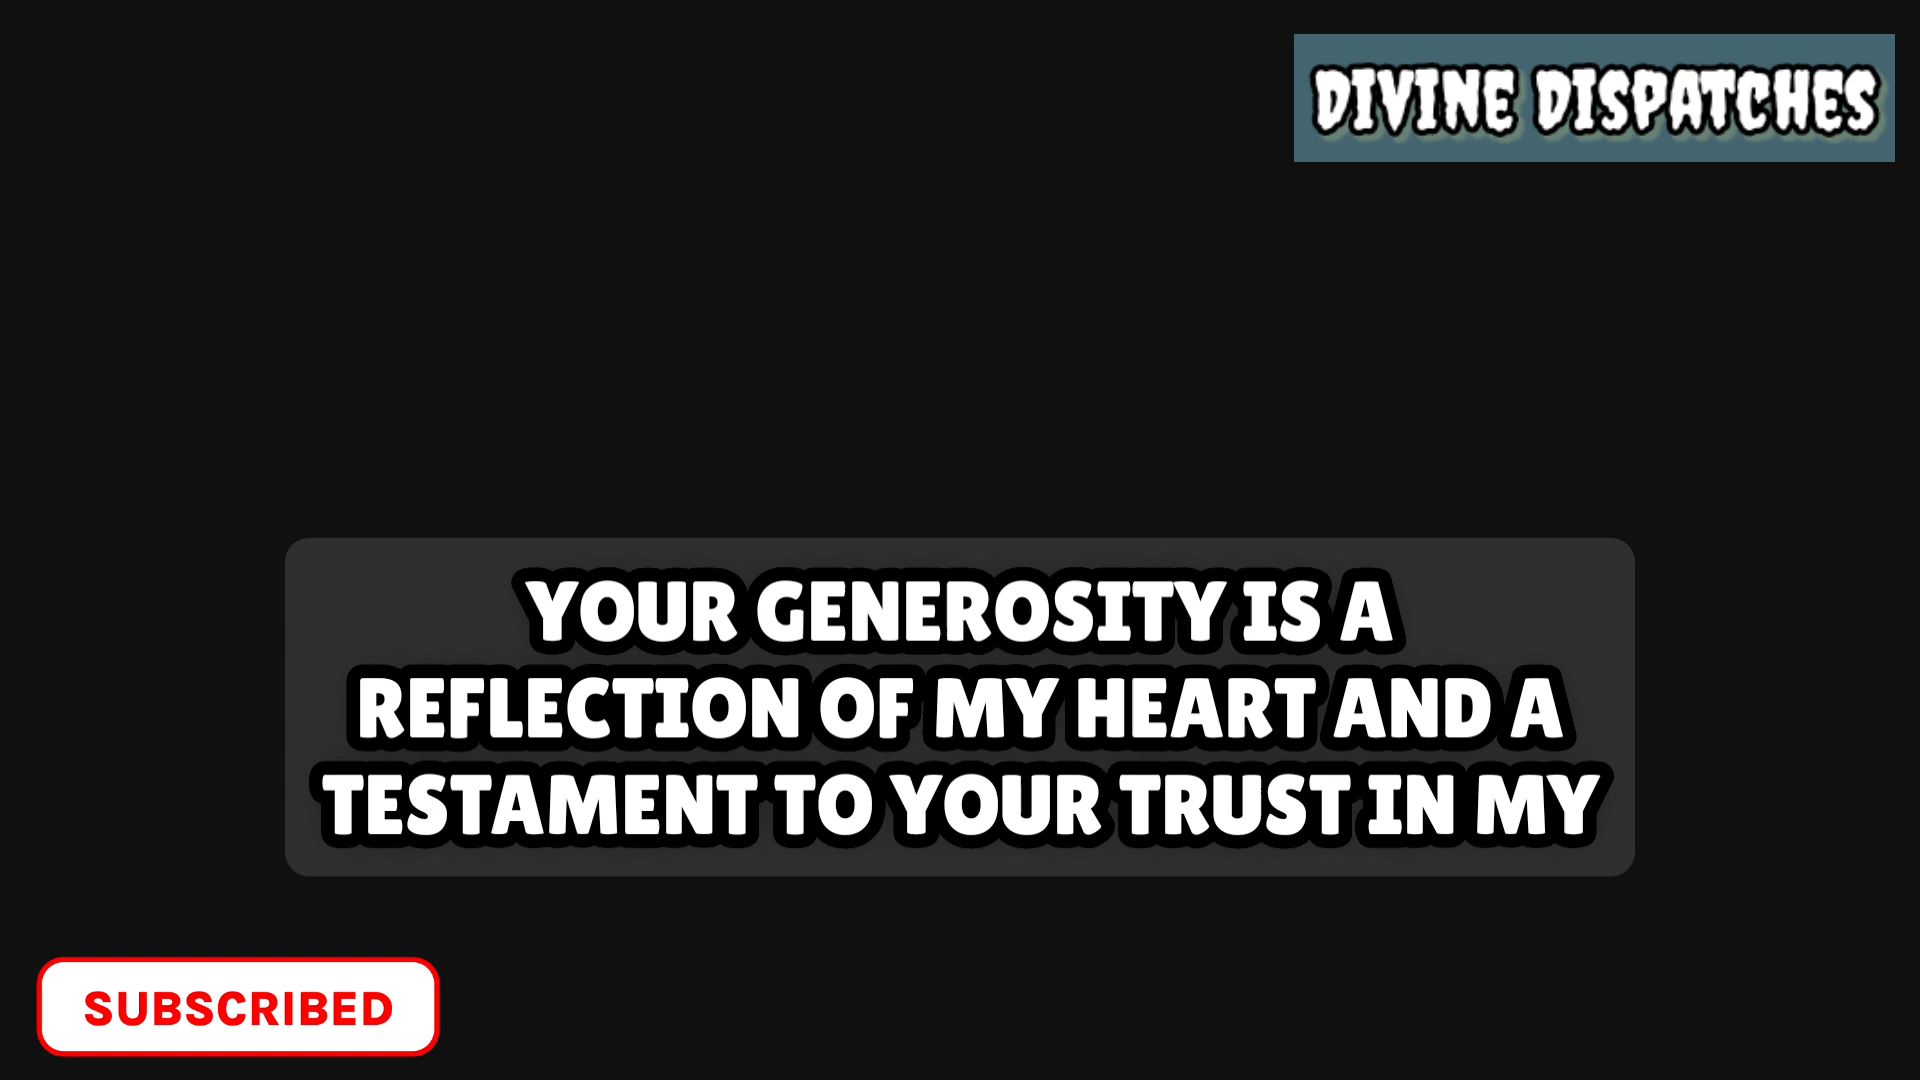 DIVINE DISPATCHES
YOUR GENEROSITY IS A
REFLECTION OF MY HEART AND A
TESTAMENT TO YOUR TRUST IN MY
SUBSCRIBED